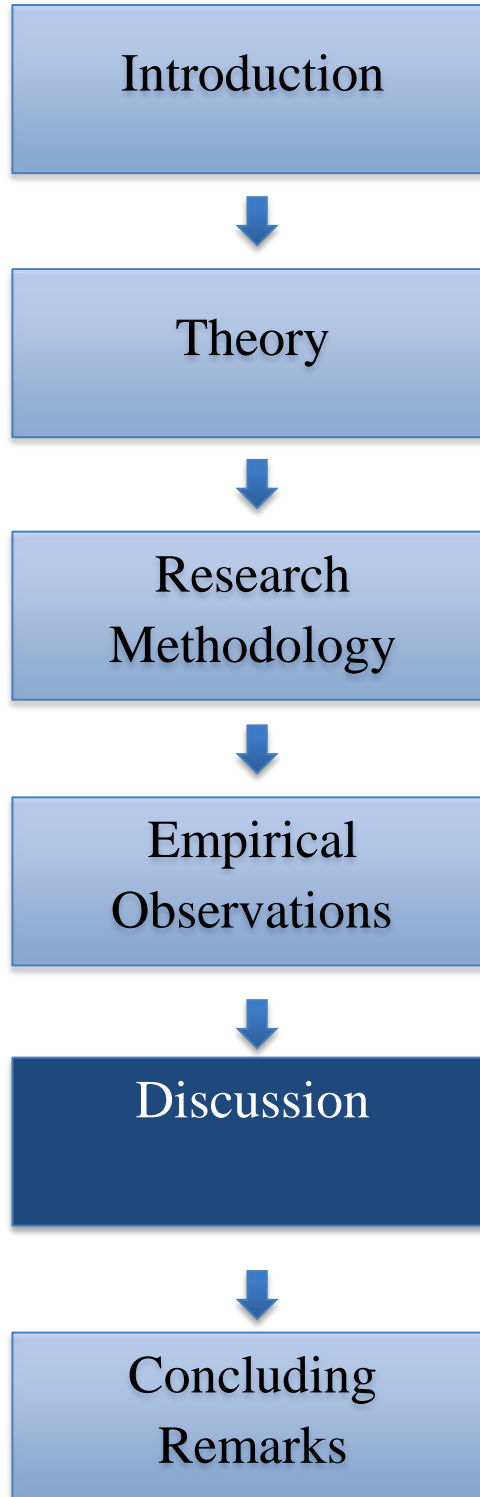 Introduction
Theory
Research
Methodology
Empirical
Observations
Discussion
Concluding
Remarks